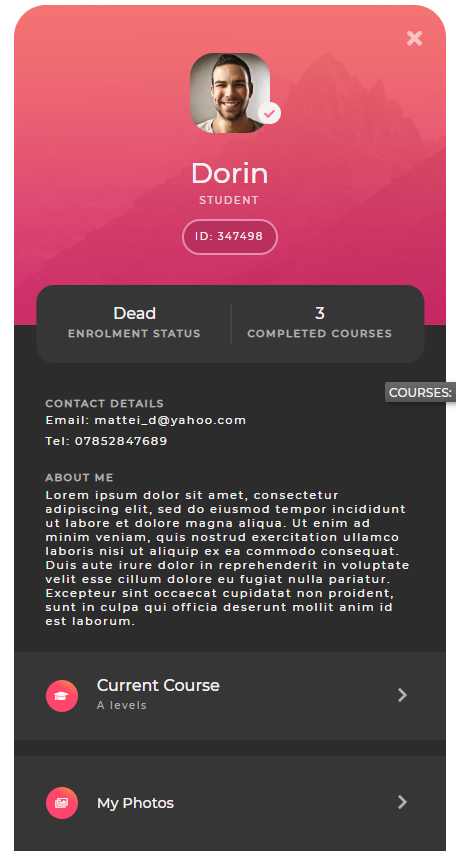 Dorin
STUDENT
ID: 347498
Dead
ENROLMENT STATUS
3
COMPLETED COURSES
COURSES:
CONTACT DETAILS
Email: mattei_d@yahoo.com
Tel: 07852847689
ABOUT ME
Lorem ipsum dolor sit amet, consectetur
adipiscing elit, sed do eiusmod tempor incididunt
ut labore et dolore magna aliqua. Ut enim ad
minim veniam, quis nostrud exercitation ullamco
laboris nisi ut aliquip ex ea commodo consequat.
Duis aute irure dolor in reprehenderit in voluptate
velit esse cillum dolore eu fugiat nulla pariatur.
Excepteur sint occaecat cupidatat non proident,
sunt in culpa qui officia deserunt mollit anim id
est laborum.
Current Course
A levels
My Photos